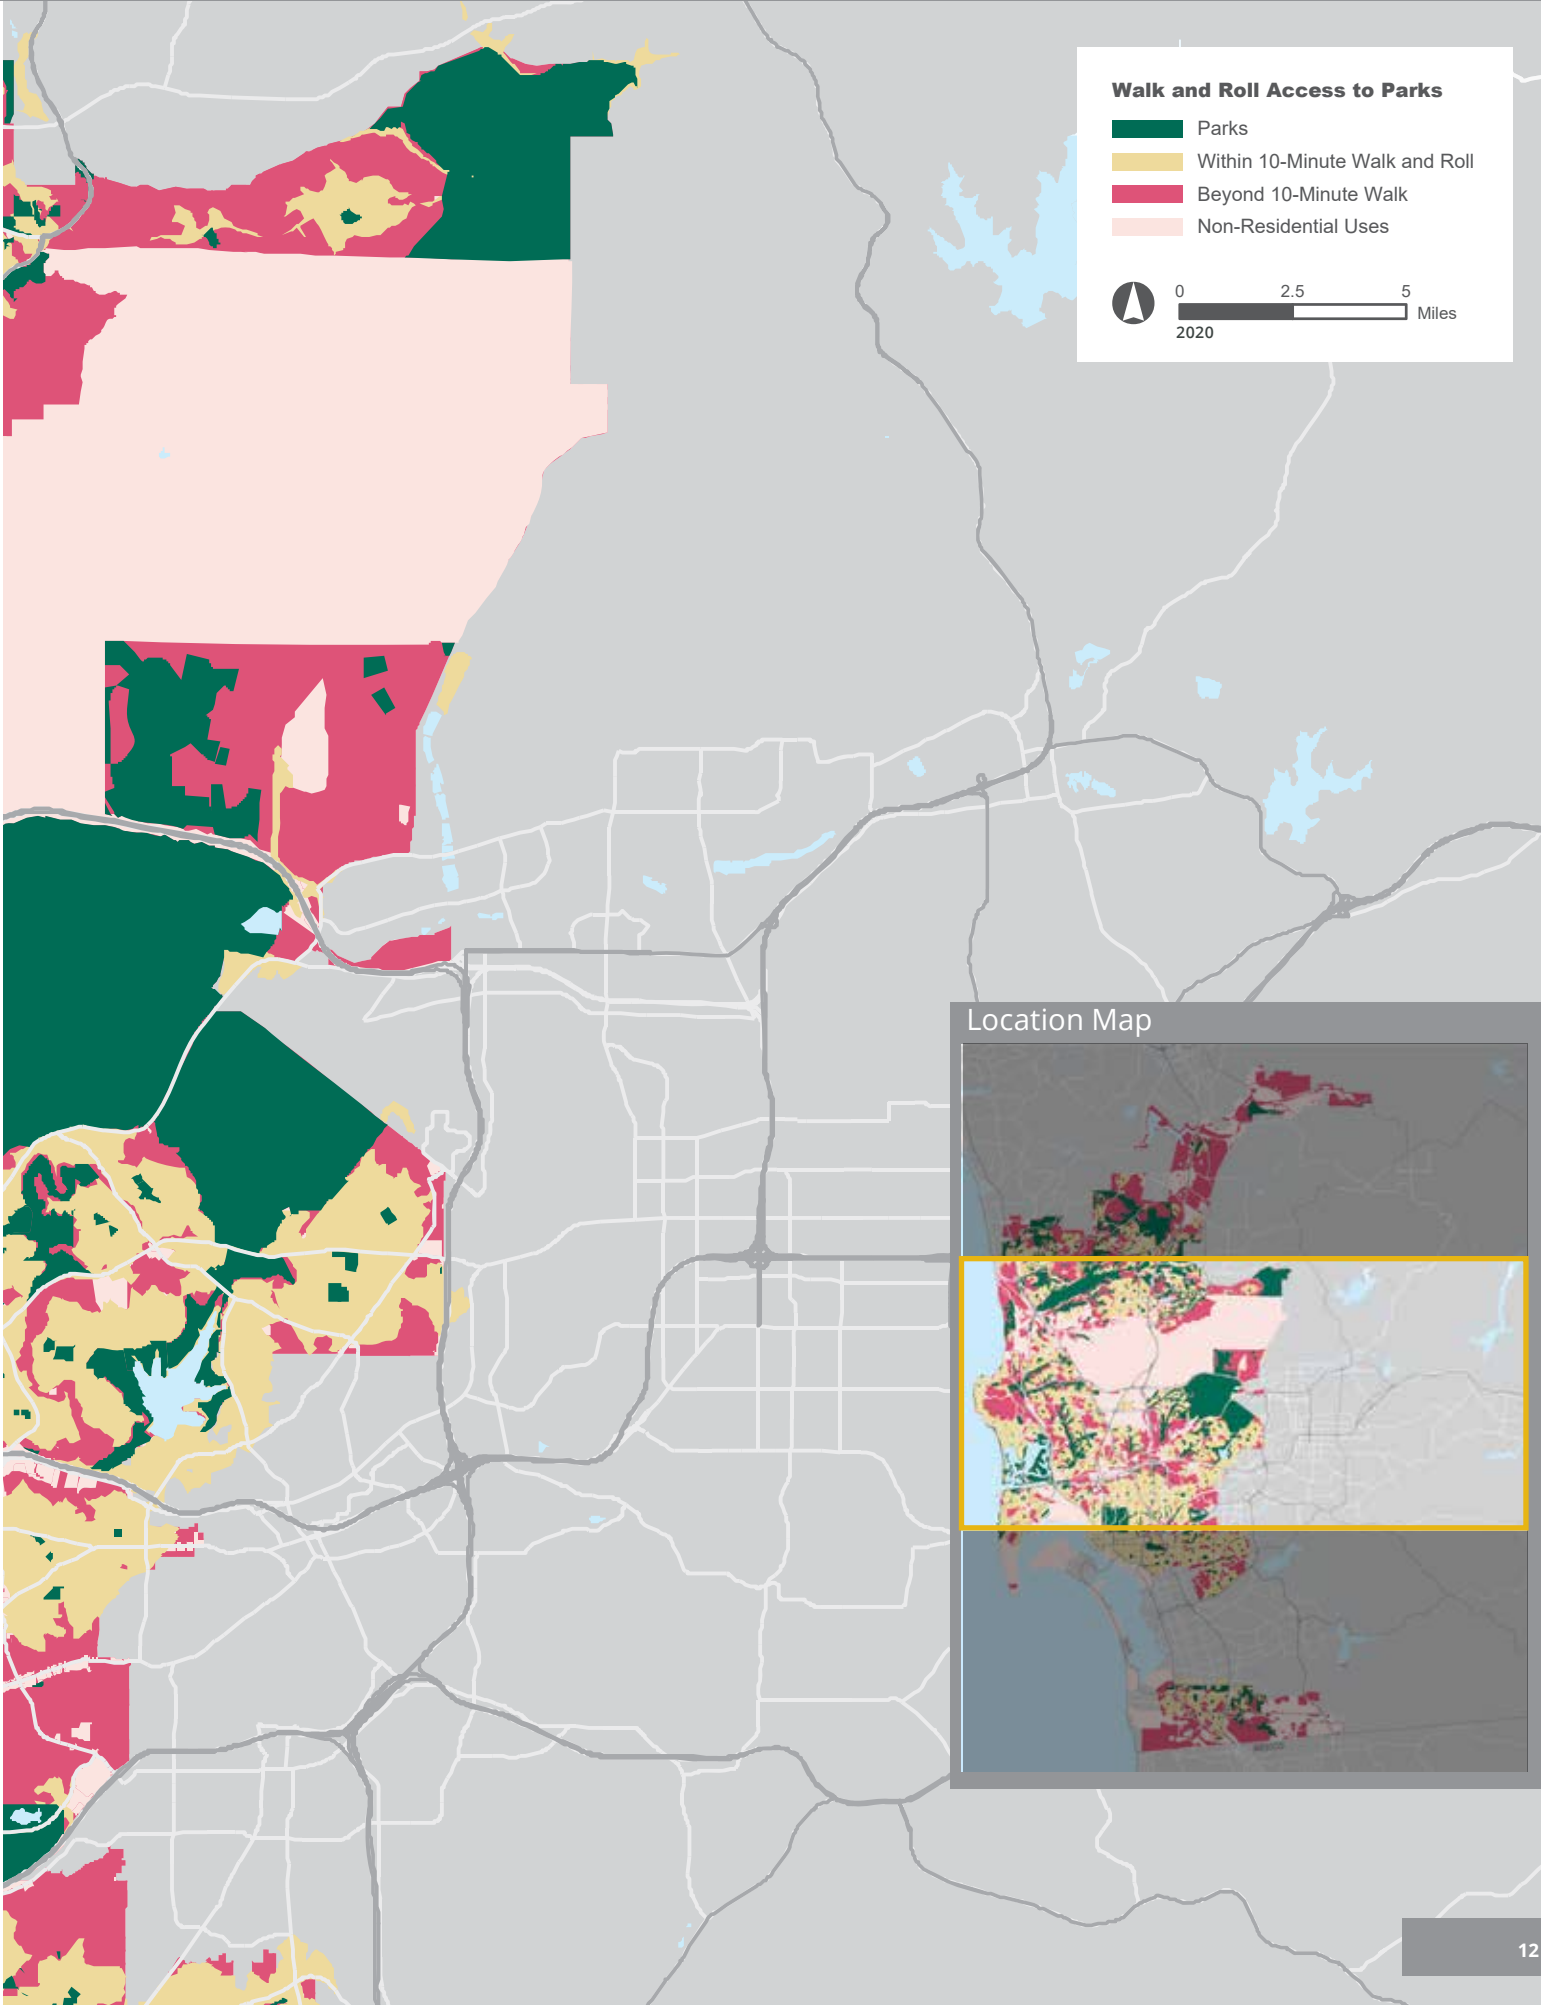 Walk and Roll Access to Parks
Parks
Within 10-Minute Walk and Roll
Beyond 10-Minute Walk
Non-Residential Uses
0 2.5 5
Miles
2020
Location Map
12